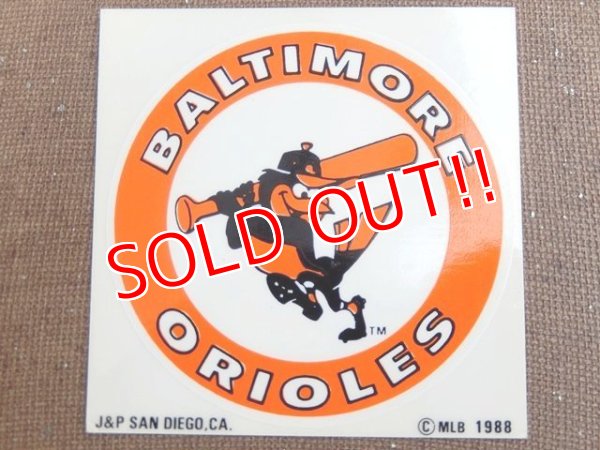 BALTIMORE
SOLD OUT!!
TM
ORIOLES
J&P SAN DIEGO, CA.
© MLB 1988